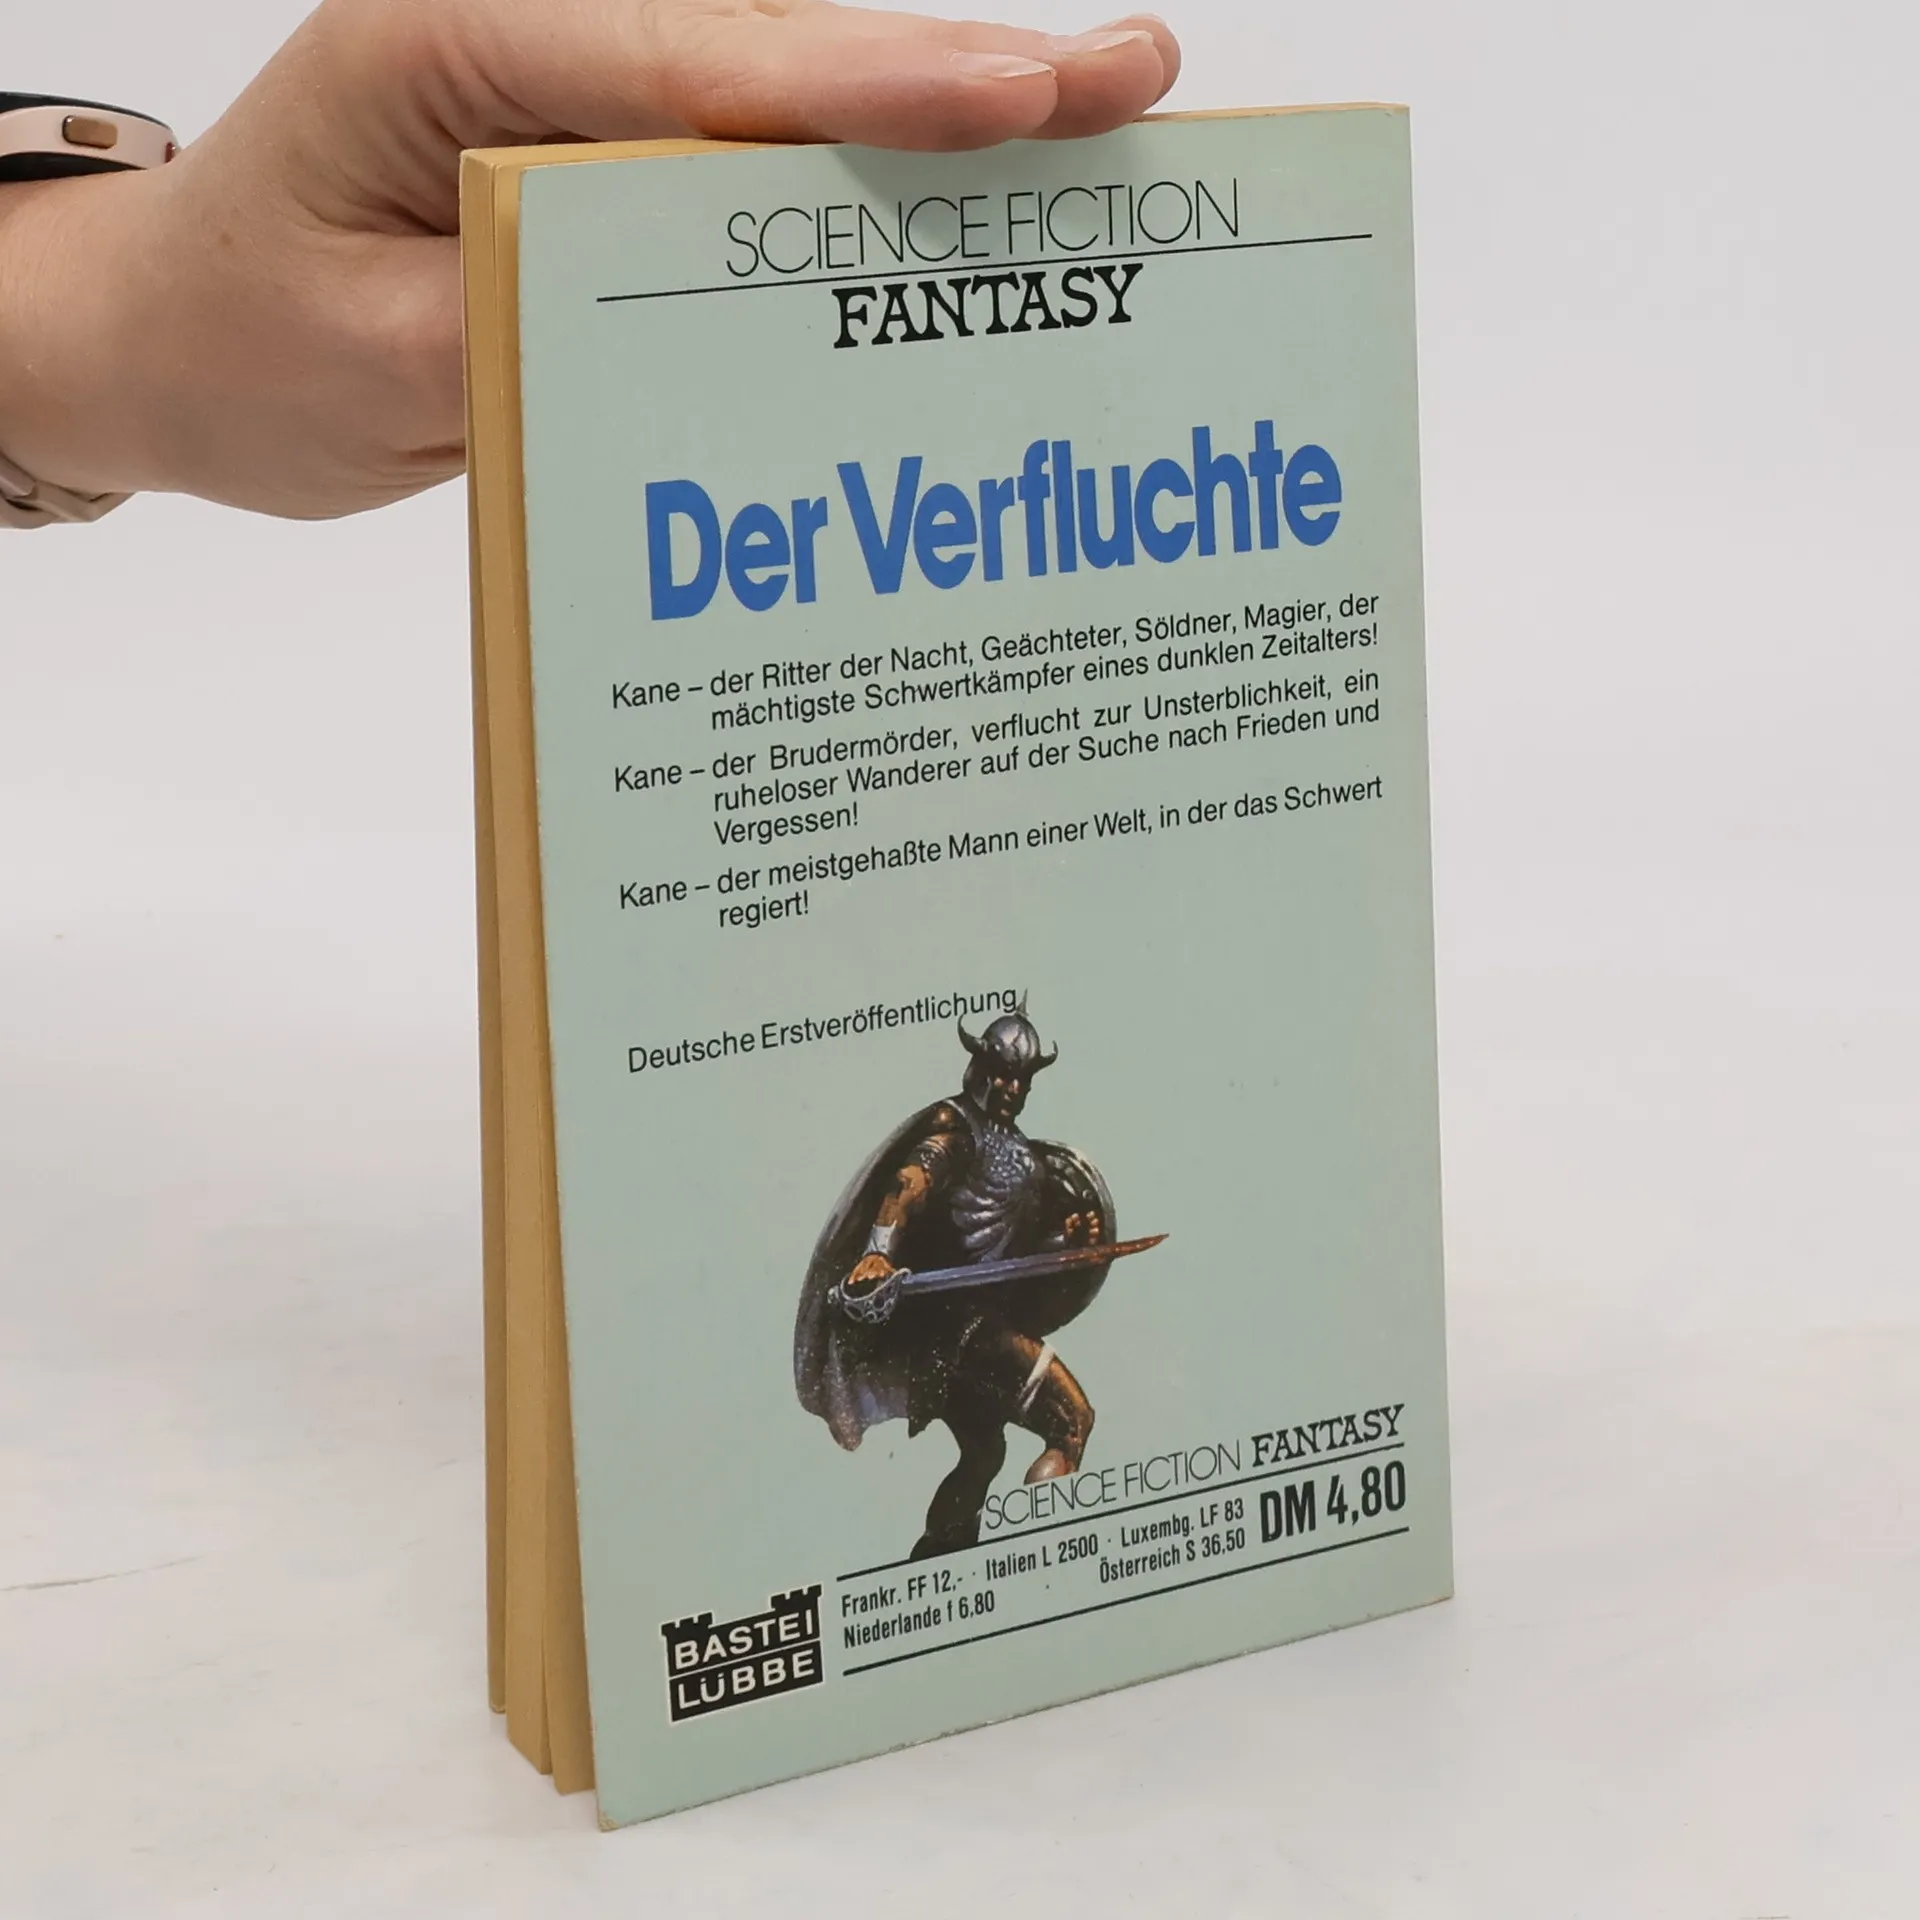 SCIENCE FICTION
FANTASY
Der Verfluchte
Kane – der Ritter der Nacht, Geächteter, Söldner, Magier, der
mächtigste Schwertkämpfer eines dunklen Zeitalters!
Kane – der Brudermörder, verflucht zur Unsterblichkeit, ein
ruheloser Wanderer auf der Suche nach Frieden und
Vergessen!
Kane – der meistgehaßte Mann einer Welt, in der das Schwert
regiert!
Deutsche Erstveröffentlichung
SCIENCE FICTION FANTASY
Frankr. FF 12,- · Italien L 2500 · Luxembg. LF 83
Niederlande f 6,80 · Österreich S 36,50
DM 4,80
BASTEI
LÜBBE